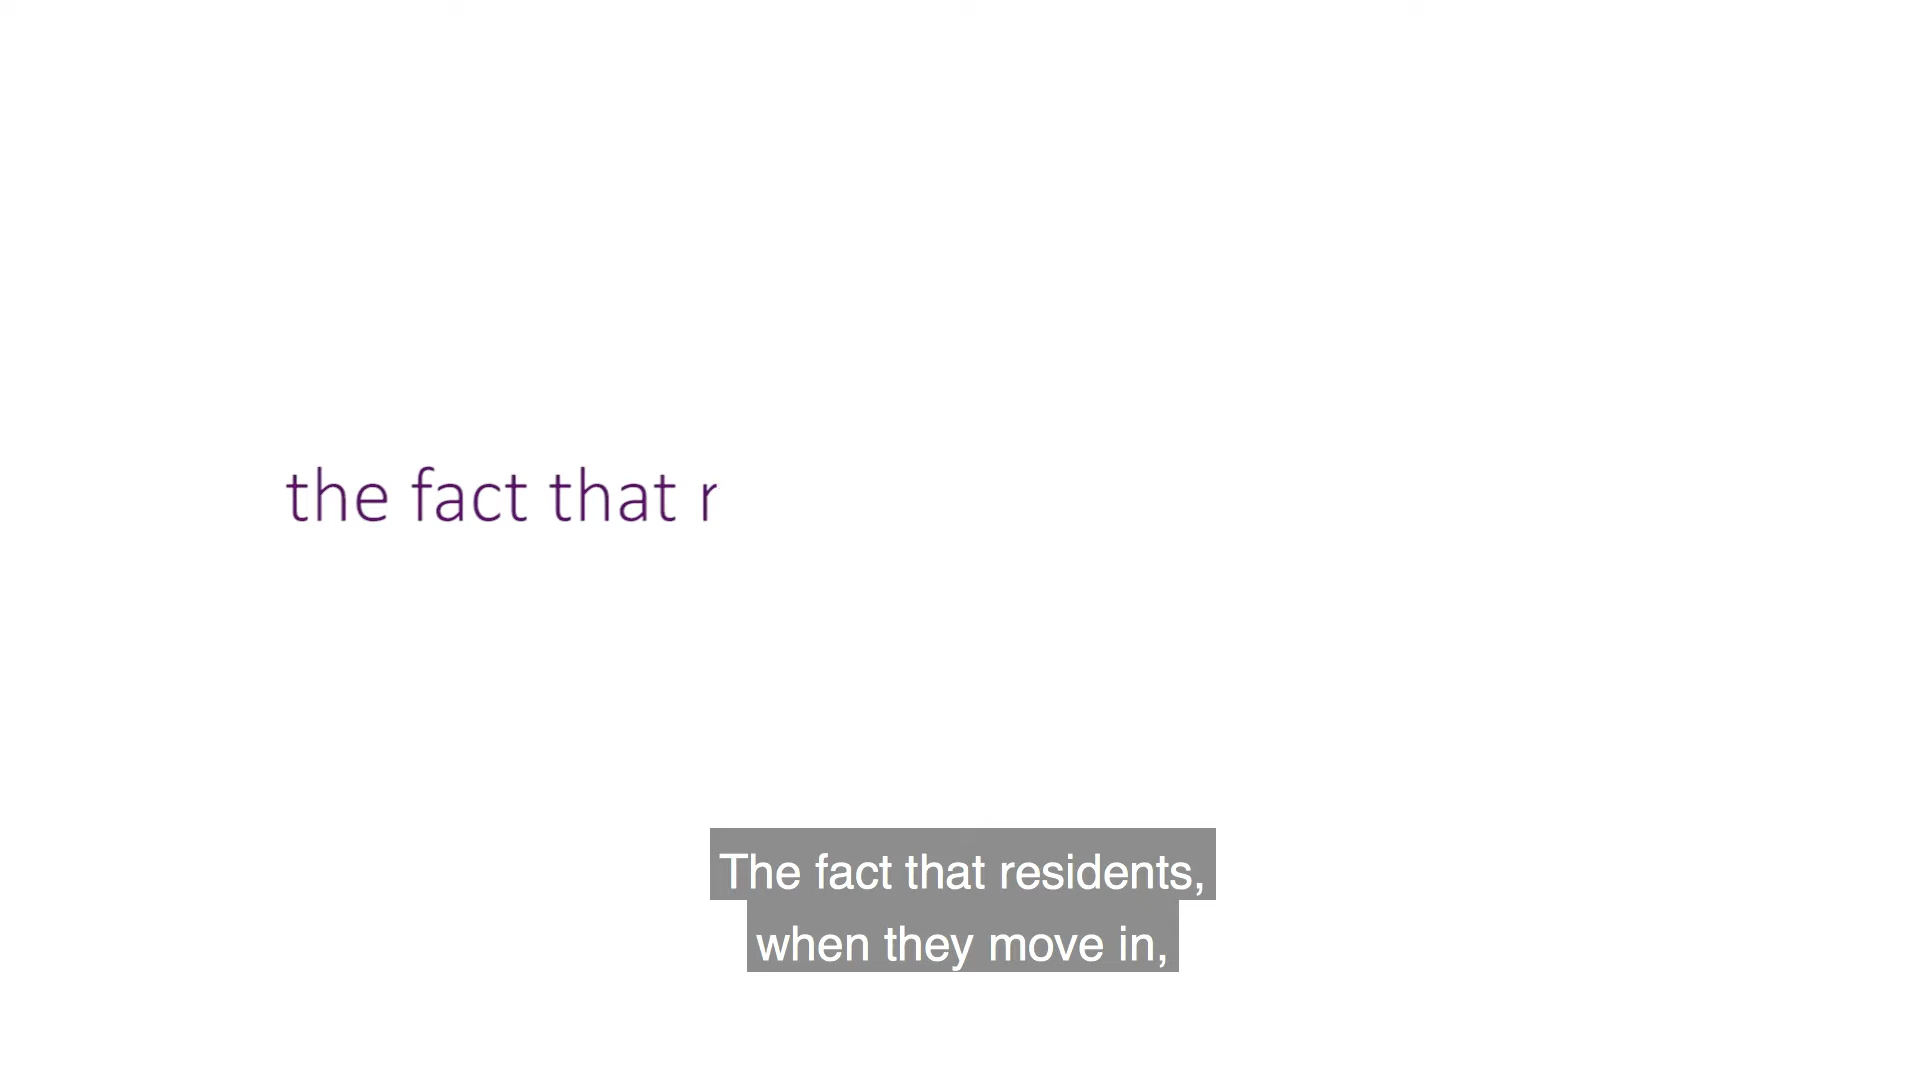 the fact that r
The fact that residents,
when they move in,